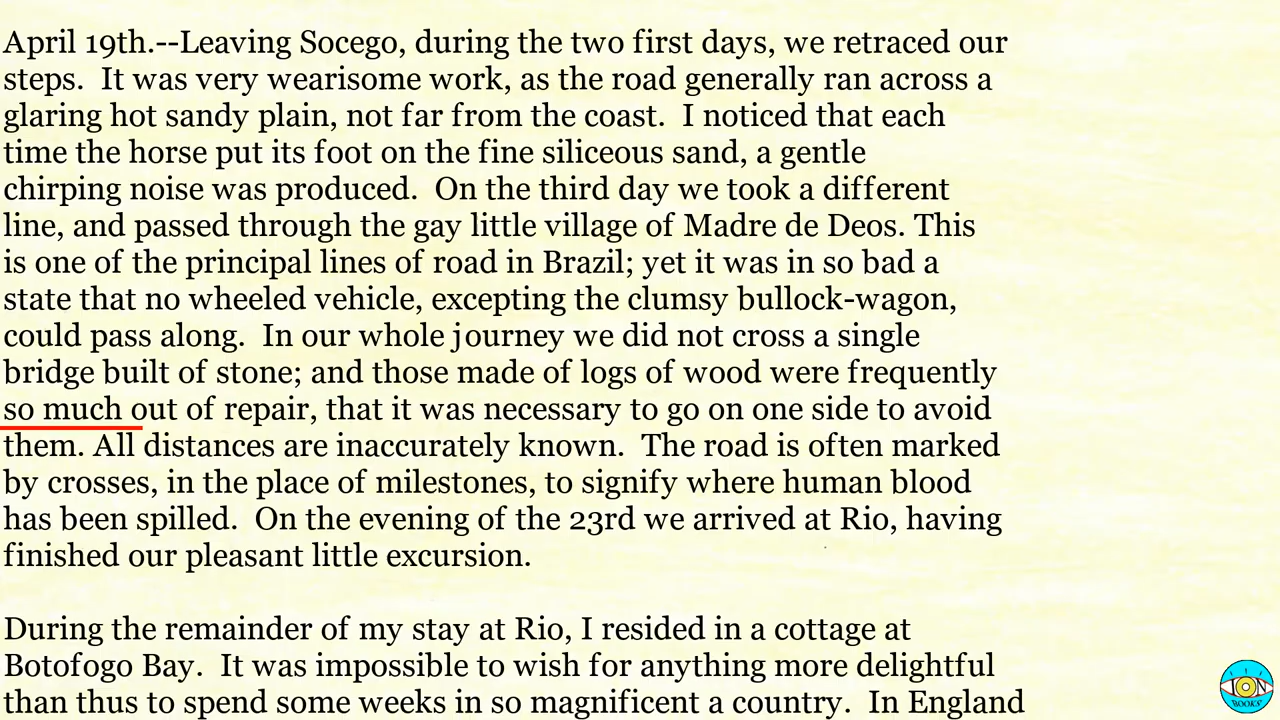 April 19th.--Leaving Socego, during the two first days, we retraced our
steps.  It was very wearisome work, as the road generally ran across a
glaring hot sandy plain, not far from the coast.  I noticed that each
time the horse put its foot on the fine siliceous sand, a gentle
chirping noise was produced.  On the third day we took a different
line, and passed through the gay little village of Madre de Deos. This
is one of the principal lines of road in Brazil; yet it was in so bad a
state that no wheeled vehicle, excepting the clumsy bullock-wagon,
could pass along.  In our whole journey we did not cross a single
bridge built of stone; and those made of logs of wood were frequently
so much out of repair, that it was necessary to go on one side to avoid
them. All distances are inaccurately known.  The road is often marked
by crosses, in the place of milestones, to signify where human blood
has been spilled.  On the evening of the 23rd we arrived at Rio, having
finished our pleasant little excursion.
During the remainder of my stay at Rio, I resided in a cottage at
Botofogo Bay.  It was impossible to wish for anything more delightful
than thus to spend some weeks in so magnificent a country.  In England
ION
BOOKS